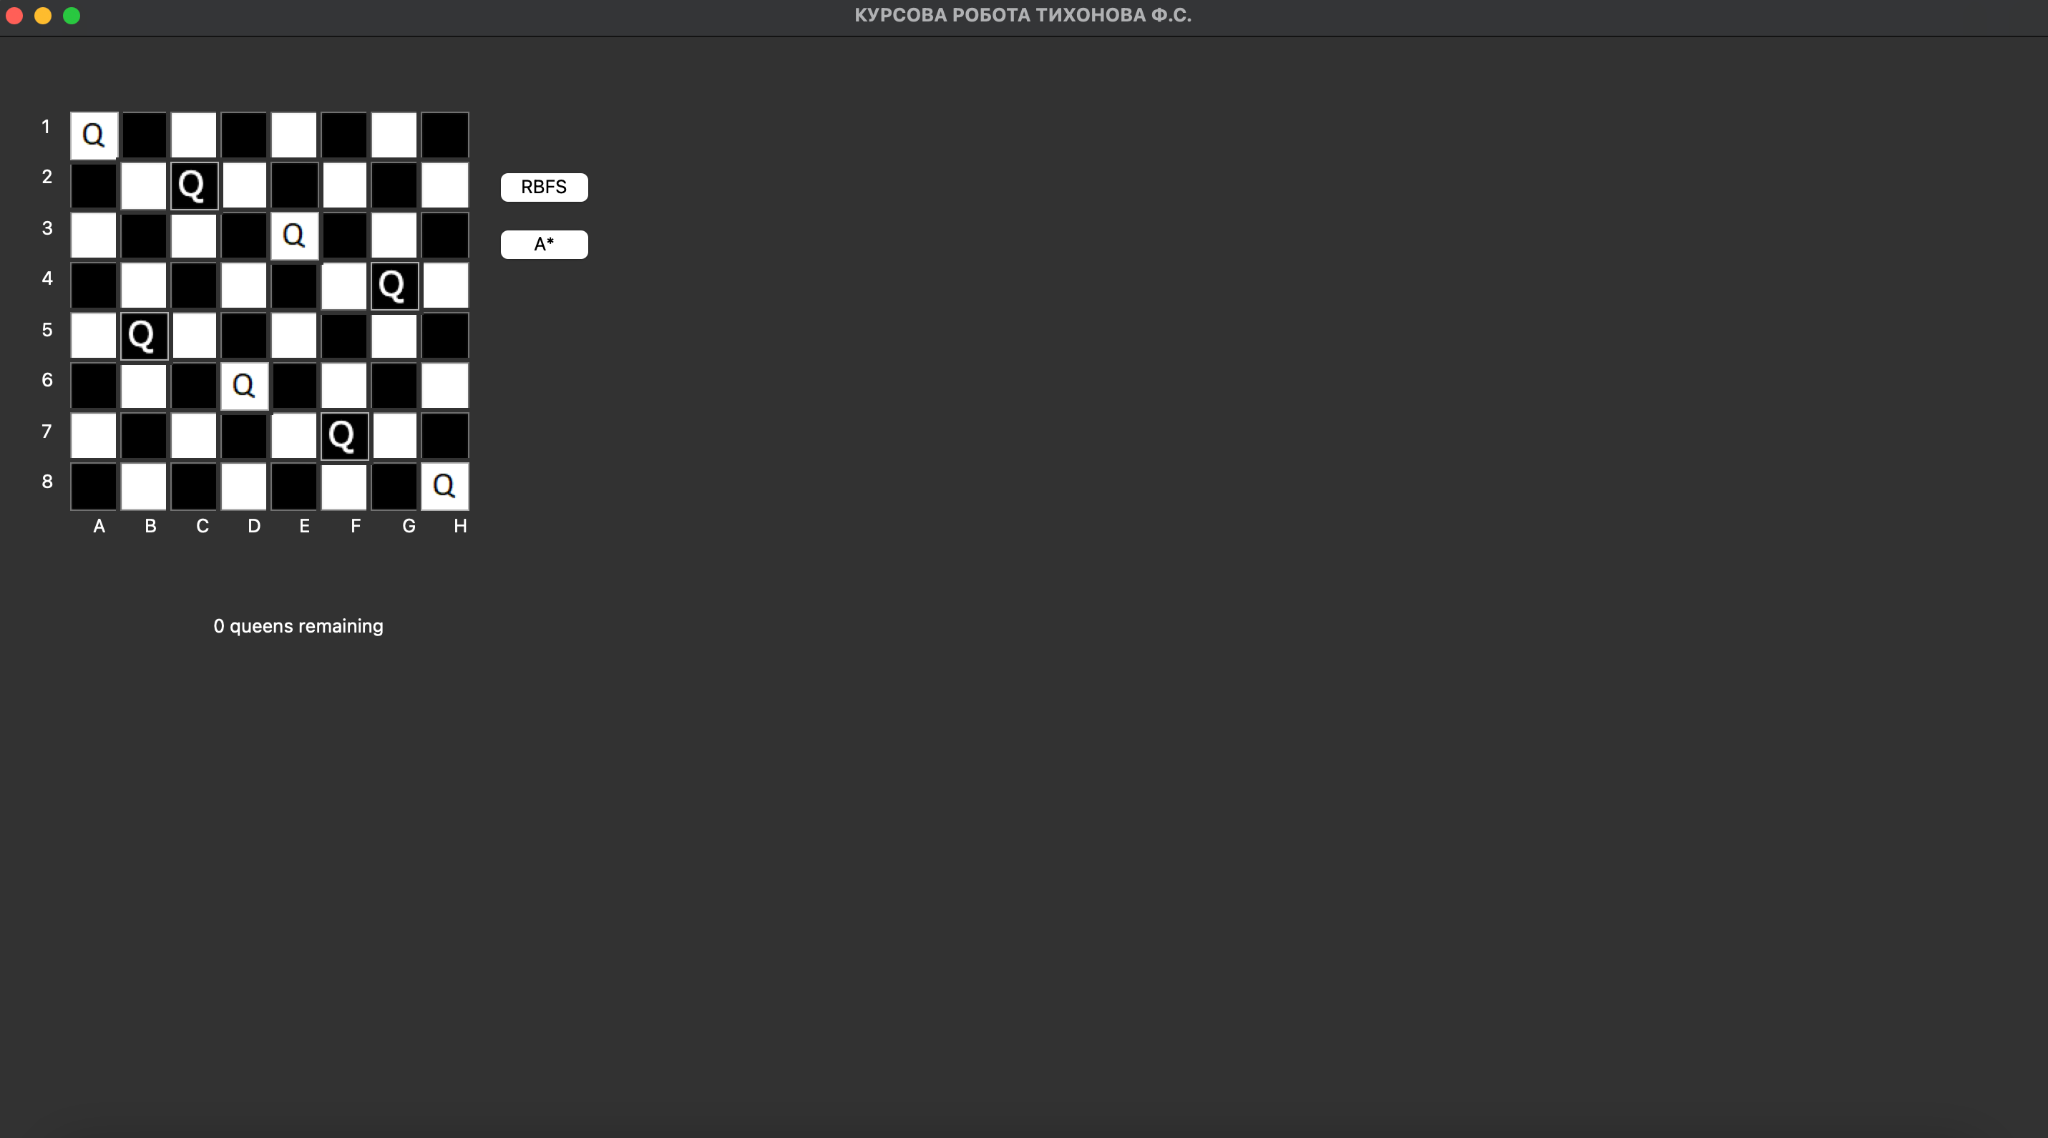 КУРСОВА РОБОТА ТИХОНОВА Ф.С.
1 Q
2 Q
RBFS
3 Q
A*
4 Q
5 Q
6 Q
7 Q
8 Q
A B C D E F G H
0 queens remaining